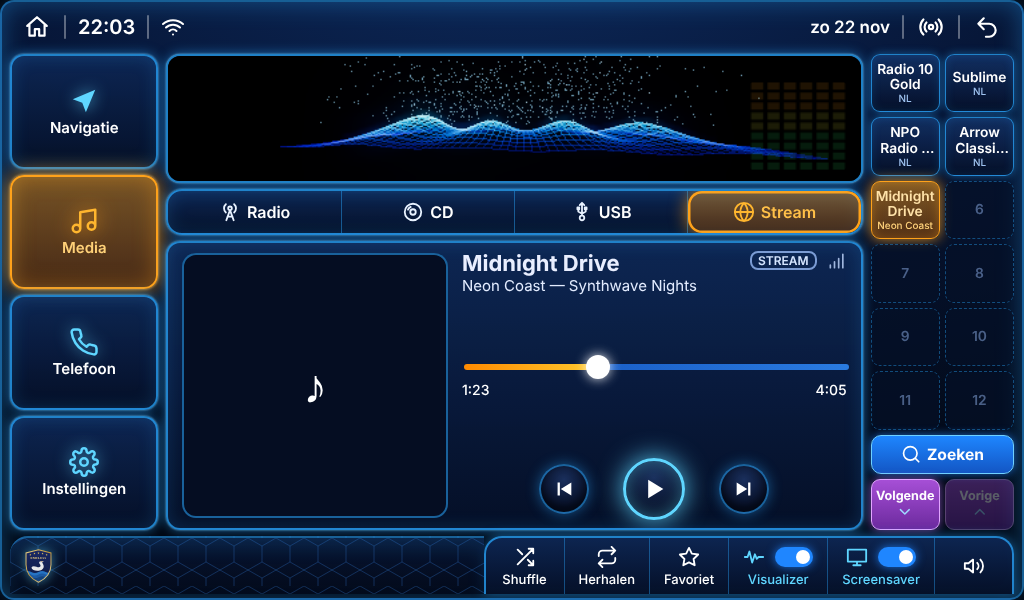 22:03
zo 22 nov
Navigatie
Media
Telefoon
Instellingen
Radio
CD
USB
Stream
Midnight Drive
STREAM
Neon Coast — Synthwave Nights
1:23
4:05
Radio 10
Gold
NL
Sublime
NL
NPO
Radio ...
NL
Arrow
Classi...
NL
Midnight
Drive
Neon Coast
6
7
8
9
10
11
12
Zoeken
Volgende
Vorige
Shuffle
Herhalen
Favoriet
Visualizer
Screensaver